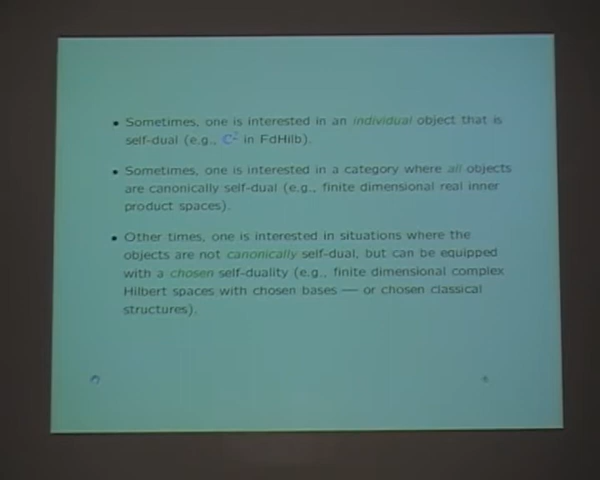 • Sometimes, one is interested in an individual object that is
self-dual (e.g., C² in FdHilb).
• Sometimes, one is interested in a category where all objects
are canonically self-dual (e.g., finite dimensional real inner
product spaces).
• Other times, one is interested in situations where the
objects are not canonically self-dual, but can be equipped
with a chosen self-duality (e.g., finite dimensional complex
Hilbert spaces with chosen bases — or chosen classical
structures).